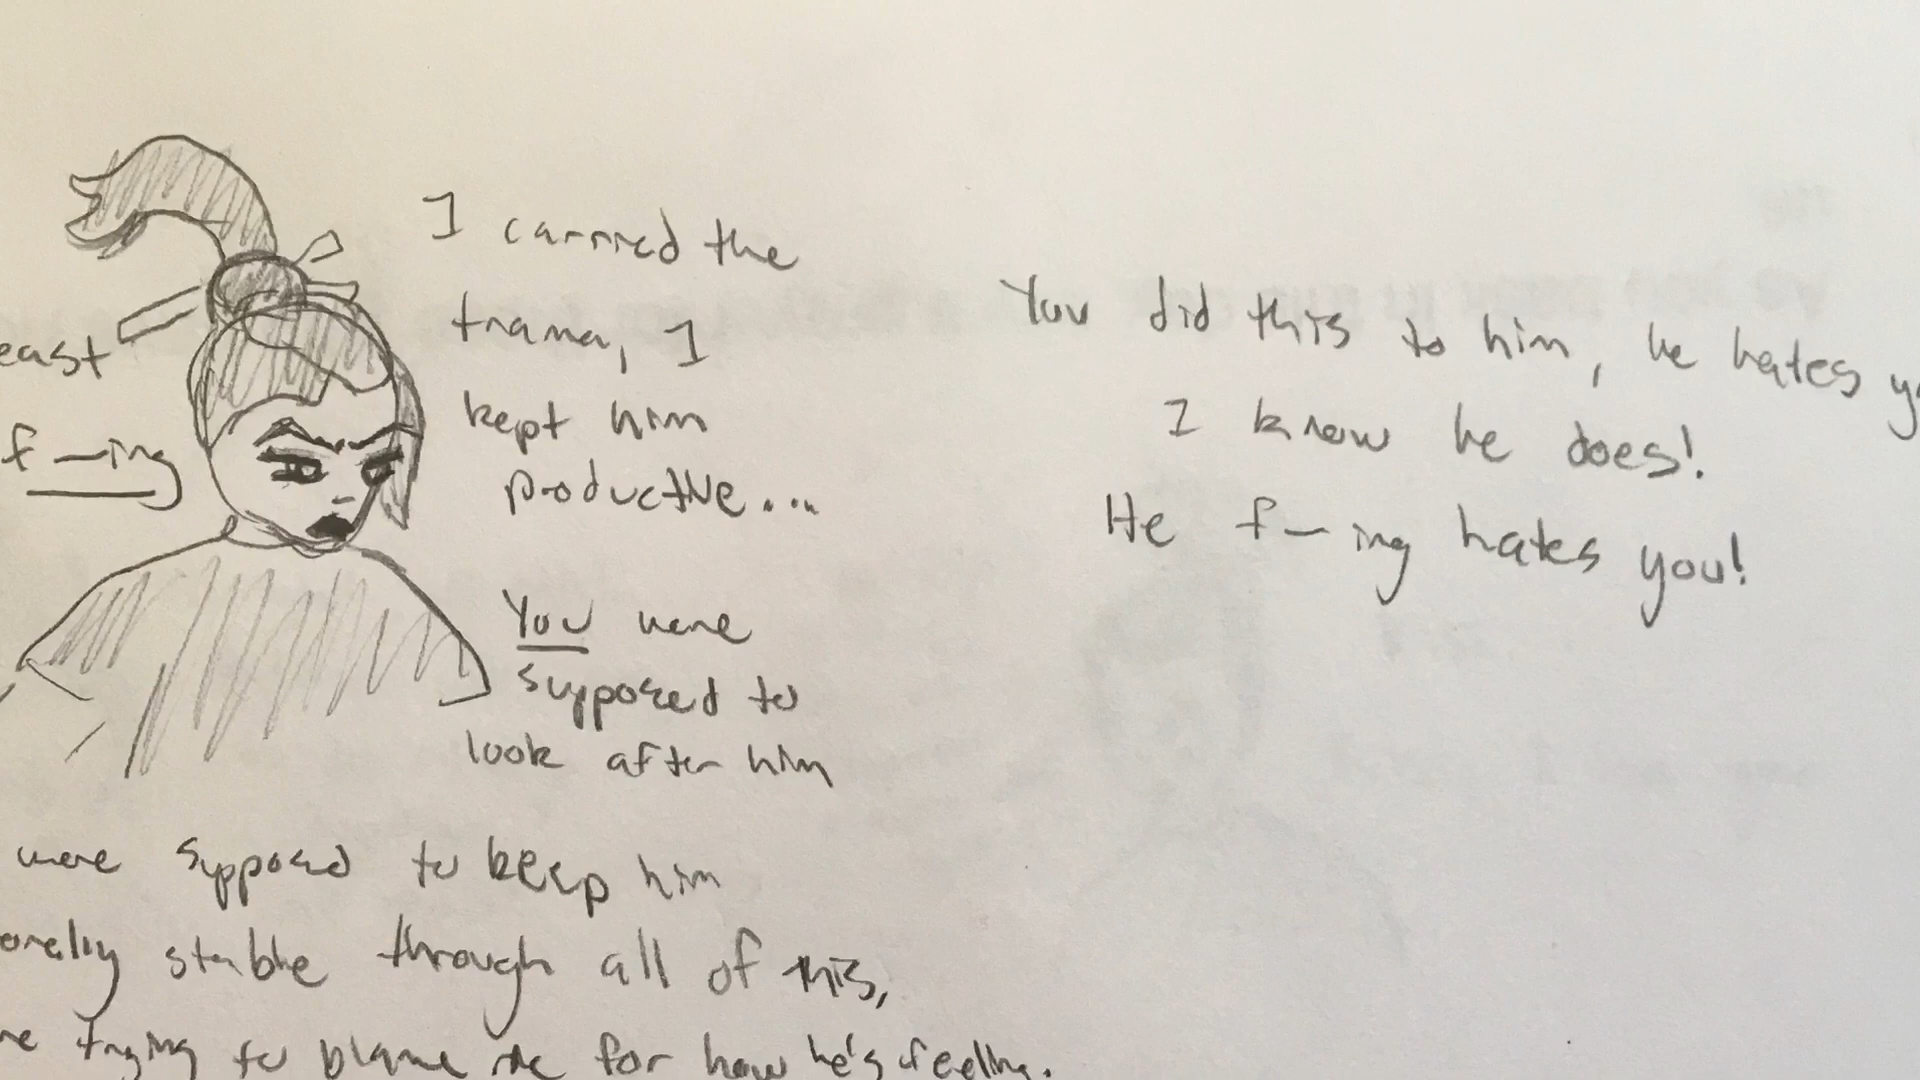 I carried the
trama, I
kept him
productive...
east
f—ing
You were
supposed to
look after him
were supposed to keep him
onally stable through all of this,
trying to blame me for how he's feeling.
You did this to him, he hates
I know he does!
He f—ing hates you!